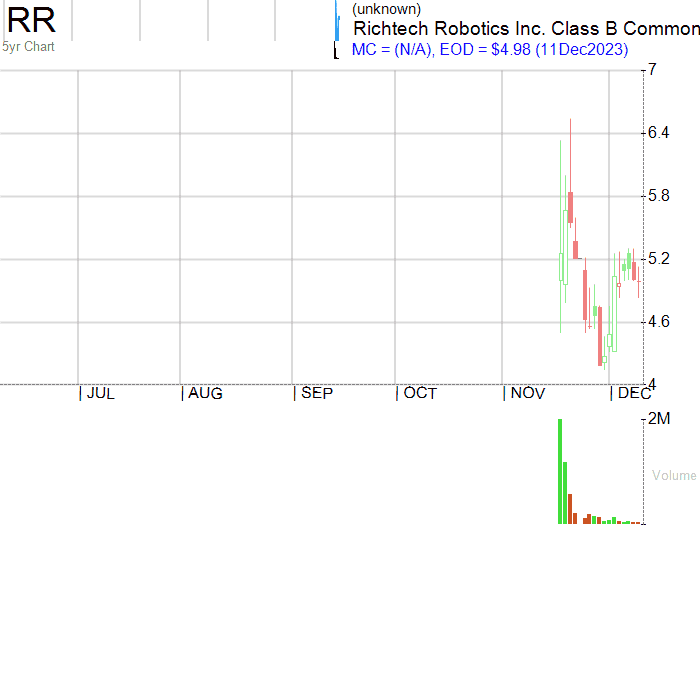 RR
5yr Chart
(unknown)
Richtech Robotics Inc. Class B Common
MC = (N/A), EOD = $4.98 (11Dec2023)
7
6.4
5.8
5.2
4.6
4
JUL AUG SEP OCT NOV DEC
2M
Volume